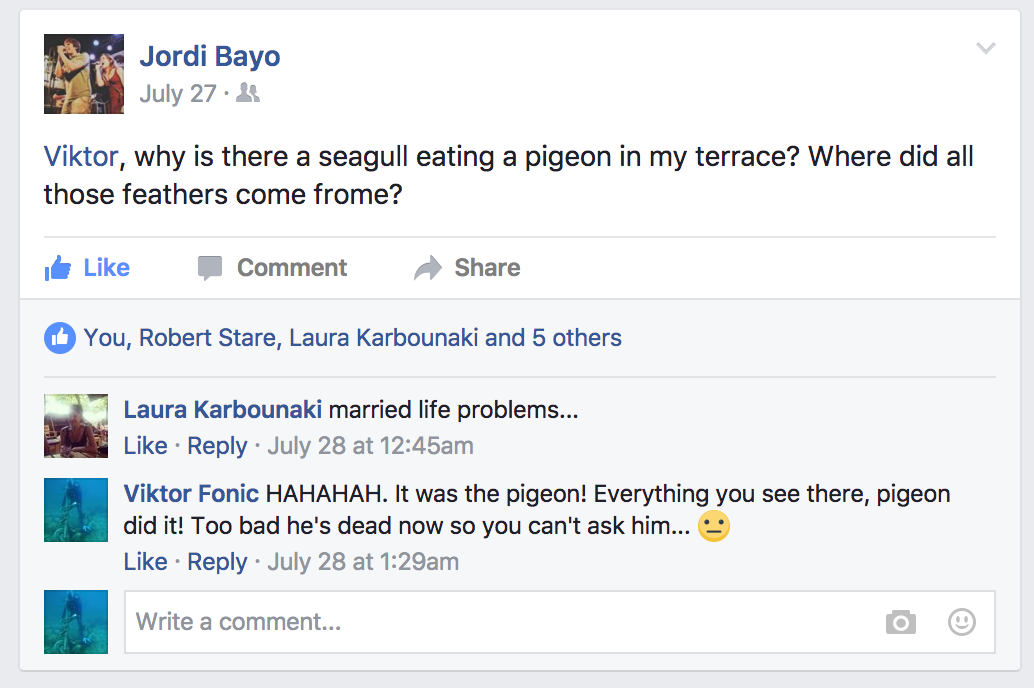 Jordi Bayo
July 27 ·
Viktor, why is there a seagull eating a pigeon in my terrace? Where did all
those feathers come frome?
Like Comment Share
You, Robert Stare, Laura Karbounaki and 5 others
Laura Karbounaki married life problems...
Like · Reply · July 28 at 12:45am
Viktor Fonic HAHAHAH. It was the pigeon! Everything you see there, pigeon
did it! Too bad he's dead now so you can't ask him... 😐
Like · Reply · July 28 at 1:29am
Write a comment...